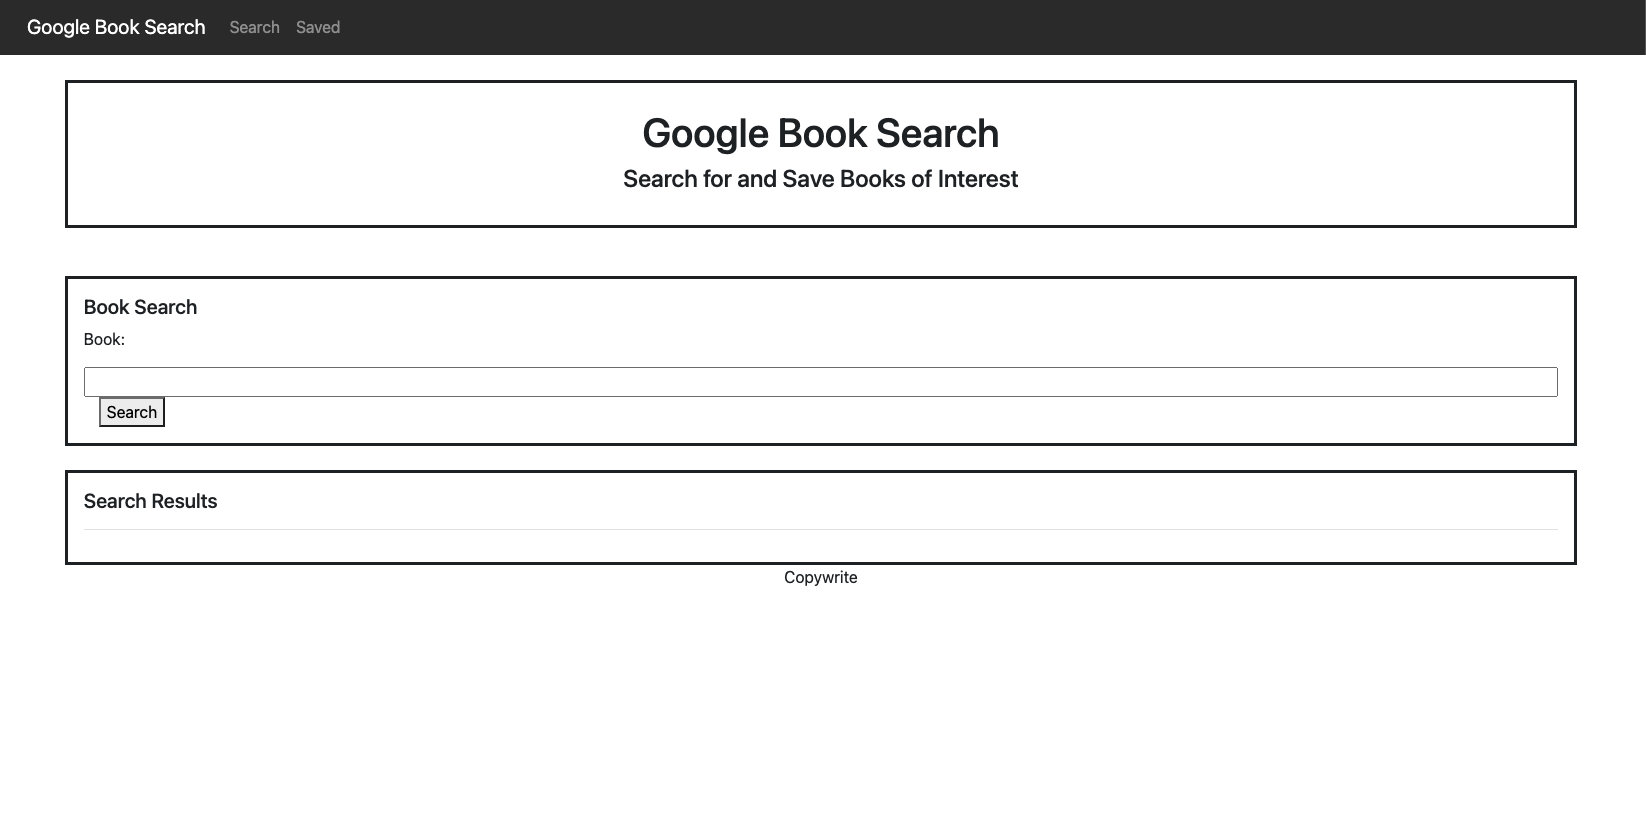 Google Book Search Search Saved
Google Book Search
Search for and Save Books of Interest
Book Search
Book:
Search
Search Results
Copywrite